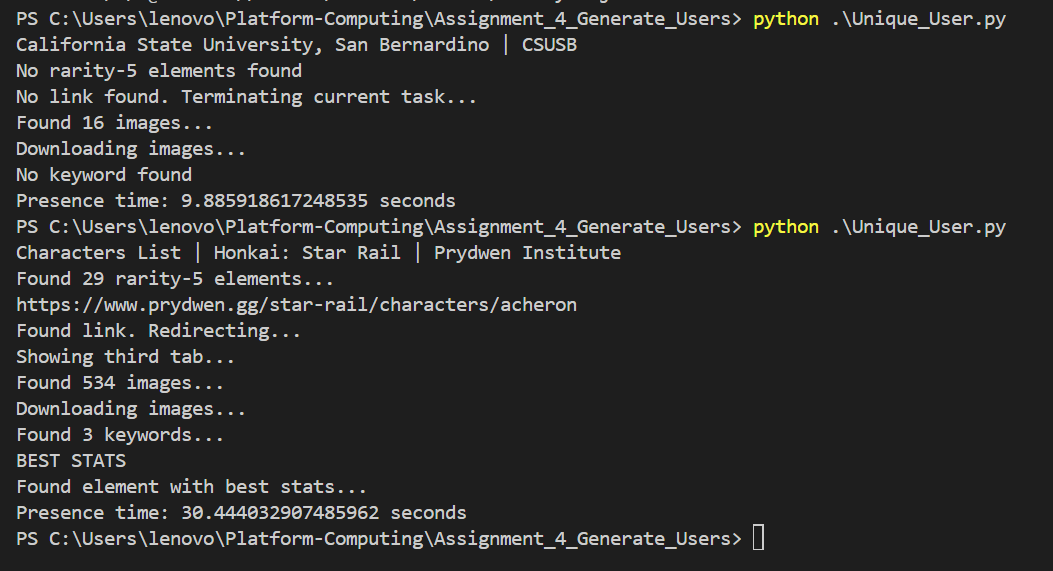 PS C:\Users\lenovo\Platform-Computing\Assignment_4_Generate_Users> python .\Unique_User.py
California State University, San Bernardino | CSUSB
No rarity-5 elements found
No link found. Terminating current task...
Found 16 images...
Downloading images...
No keyword found
Presence time: 9.885918617248535 seconds
PS C:\Users\lenovo\Platform-Computing\Assignment_4_Generate_Users> python .\Unique_User.py
Characters List | Honkai: Star Rail | Prydwen Institute
Found 29 rarity-5 elements...
https://www.prydwen.gg/star-rail/characters/acheron
Found link. Redirecting...
Showing third tab...
Found 534 images...
Downloading images...
Found 3 keywords...
BEST STATS
Found element with best stats...
Presence time: 30.444032907485962 seconds
PS C:\Users\lenovo\Platform-Computing\Assignment_4_Generate_Users>